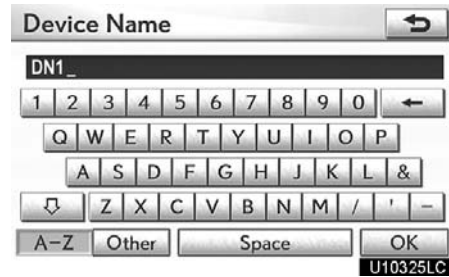 Device Name
DN1_
1 2 3 4 5 6 7 8 9 0
Q W E R T Y U I O P
A S D F G H J K L &
Z X C V B N M / ' -
A-Z Other Space OK
U10325LC